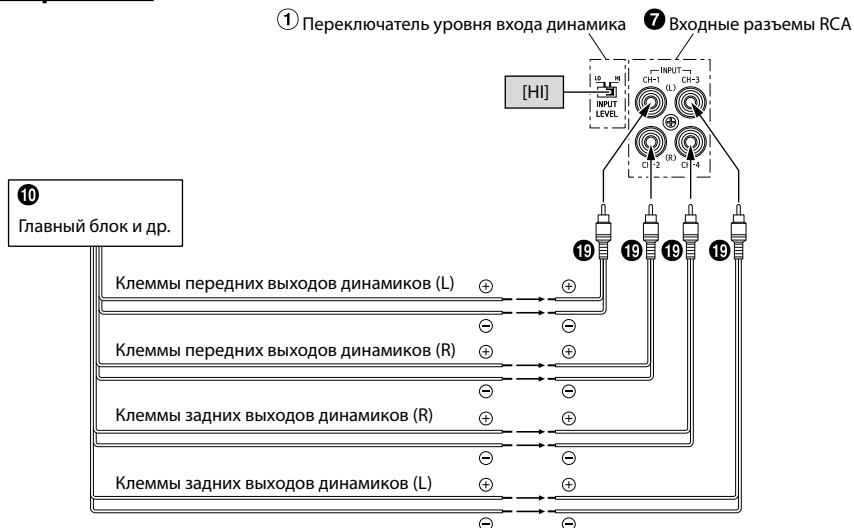 ① Переключатель уровня входа динамика
❼ Входные разъемы RCA
LO HI
INPUT LEVEL
[HI]
INPUT
CH-1 CH-3
(L)
(R)
CH-2 CH-4
❿
Главный блок и др.
⓳ ⓳ ⓳ ⓳
Клеммы передних выходов динамиков (L) ⊕ ⊕
⊖ ⊖
Клеммы передних выходов динамиков (R) ⊕ ⊕
⊖ ⊖
Клеммы задних выходов динамиков (R) ⊕ ⊕
⊖ ⊖
Клеммы задних выходов динамиков (L) ⊕ ⊕
⊖ ⊖